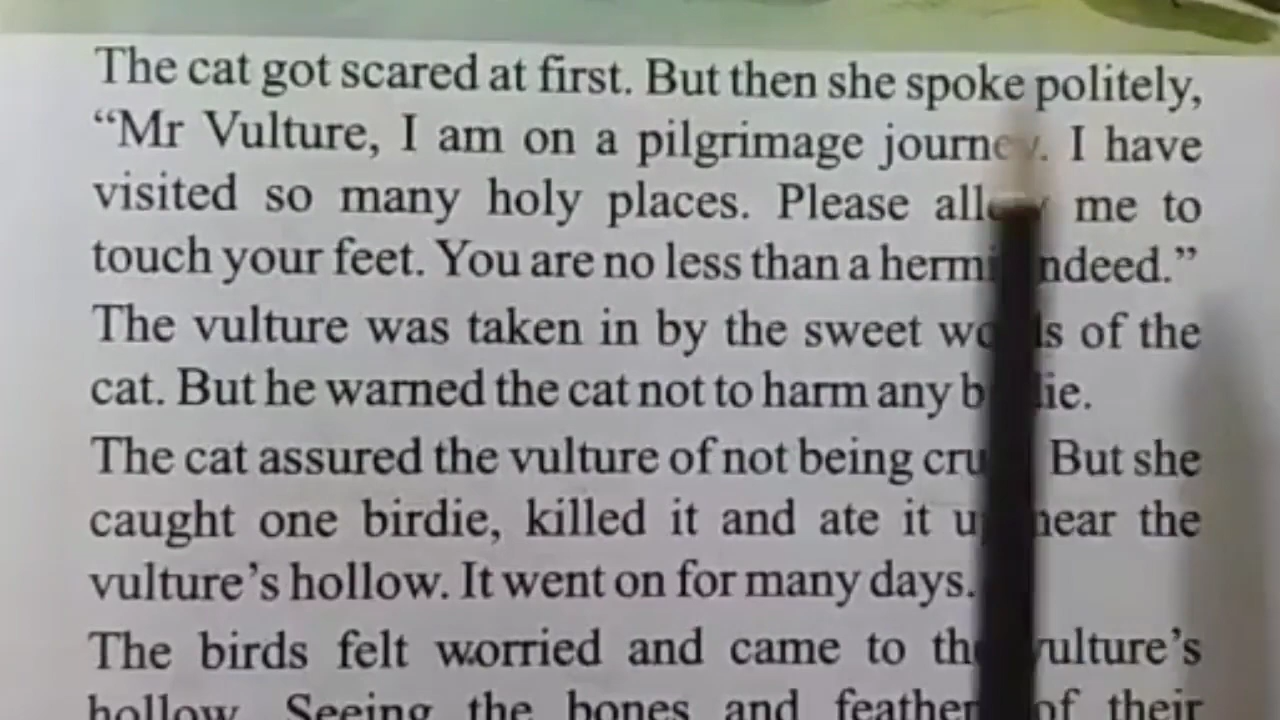 The cat got scared at first. But then she spoke politely,
“Mr Vulture, I am on a pilgrimage journey. I have
visited so many holy places. Please allow me to
touch your feet. You are no less than a hermit indeed.”
The vulture was taken in by the sweet words of the
cat. But he warned the cat not to harm any birdie.
The cat assured the vulture of not being cruel. But she
caught one birdie, killed it and ate it up near the
vulture’s hollow. It went on for many days.
The birds felt worried and came to the vulture’s
hollow. Seeing the bones and feathers of their